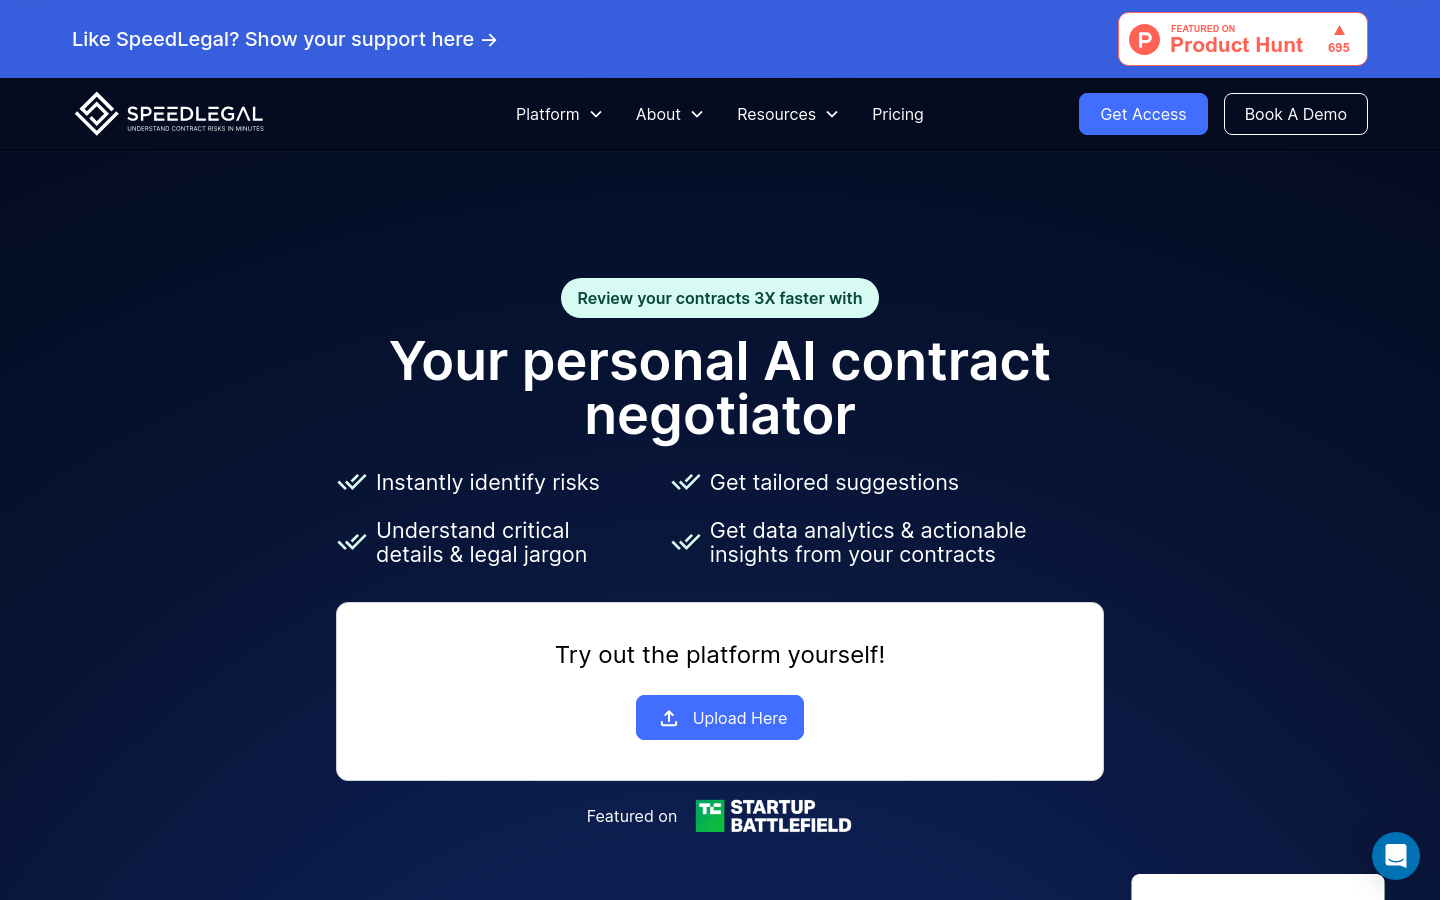 Like SpeedLegal? Show your support here →
FEATURED ON
Product Hunt
695
SPEEDLEGAL
UNDERSTAND CONTRACT RISKS IN MINUTES
Platform
About
Resources
Pricing
Get Access
Book A Demo
Review your contracts 3X faster with
Your personal AI contract
negotiator
Instantly identify risks
Get tailored suggestions
Understand critical
details & legal jargon
Get data analytics & actionable
insights from your contracts
Try out the platform yourself!
Upload Here
Featured on
TC
STARTUP
BATTLEFIELD